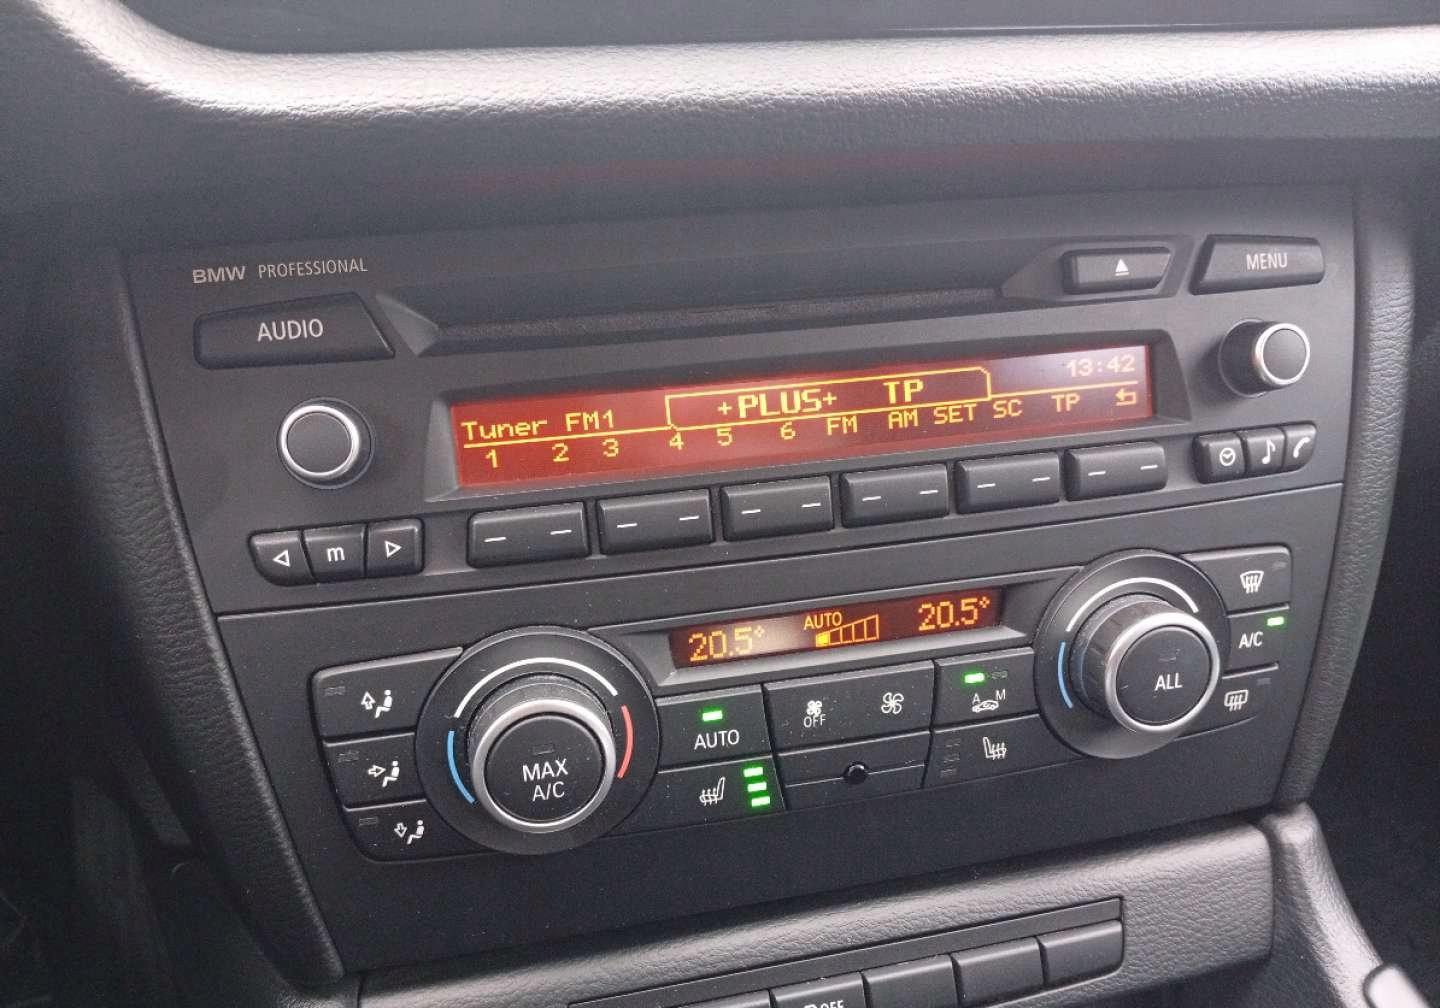 BMW PROFESSIONAL
AUDIO
MENU
Tuner FM1 +PLUS+ TP 13:42
1 2 3 4 5 6 FM AM SET SC TP
m
20.5° AUTO 20.5°
A/C
ALL
AUTO
OFF
A M
MAX
A/C
OFF